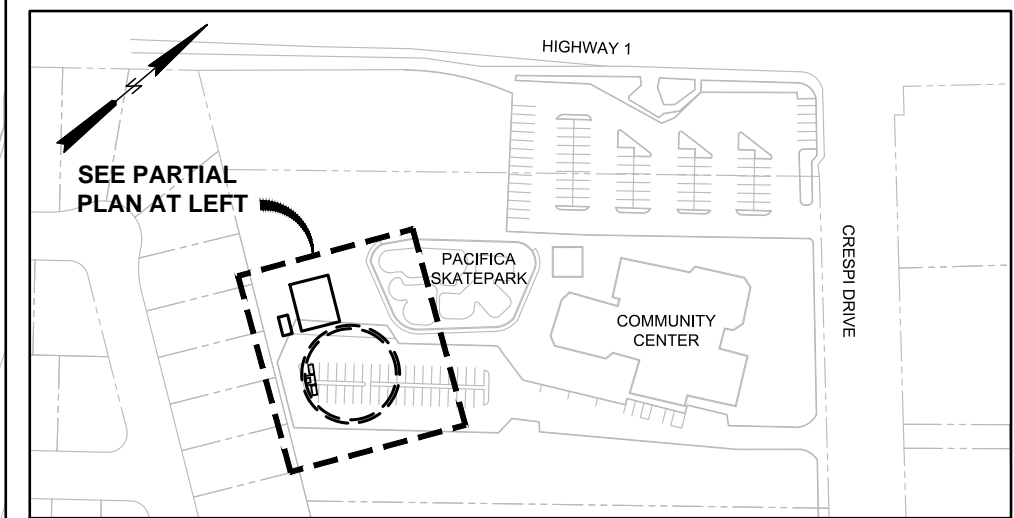 HIGHWAY 1
SEE PARTIAL
PLAN AT LEFT
PACIFICA
SKATEPARK
COMMUNITY
CENTER
CRESPI DRIVE